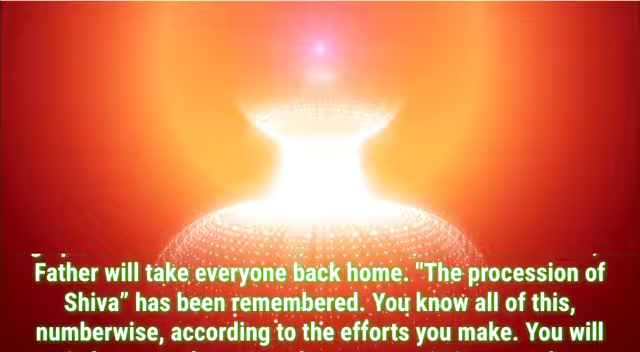 Father will take everyone back home. "The procession of
Shiva” has been remembered. You know all of this,
numberwise, according to the efforts you make. You will